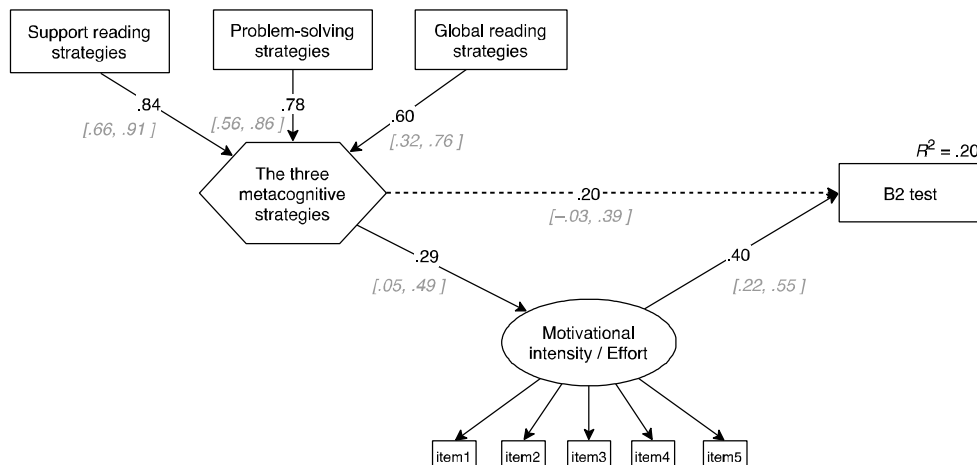 Support reading
strategies
Problem-solving
strategies
Global reading
strategies
.84
[.66, .91 ]
.78
[.56, .86 ]
.60
[.32, .76 ]
The three
metacognitive
strategies
R² = .20
B2 test
.20
[–.03, .39 ]
.29
[.05, .49 ]
.40
[.22, .55 ]
Motivational
intensity / Effort
item1
item2
item3
item4
item5